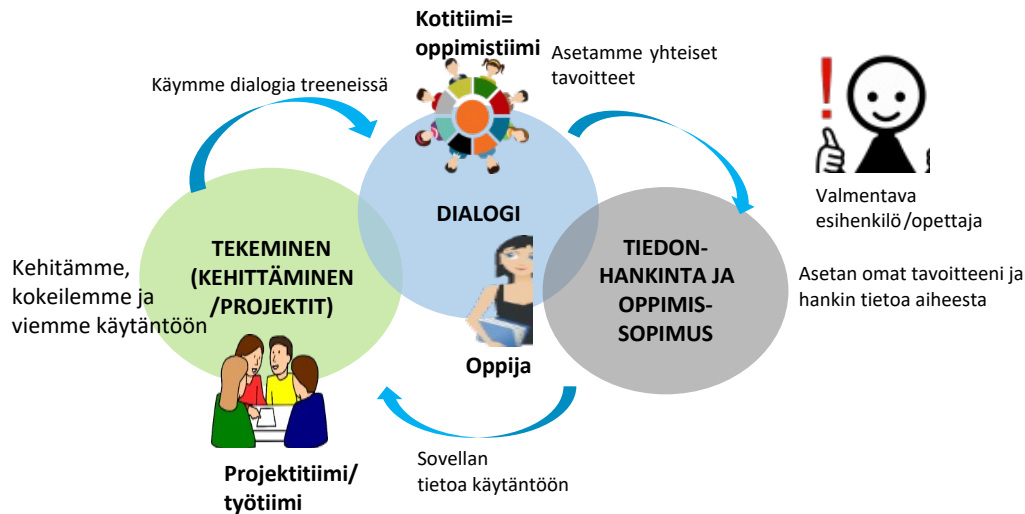 Kotitiimi=
oppimistiimi
Asetamme yhteiset
tavoitteet
Käymme dialogia treeneissä
Valmentava
esihenkilö/opettaja
DIALOGI
TEKEMINEN
(KEHITTÄMINEN
/PROJEKTIT)
TIEDON-
HANKINTA JA
OPPIMIS-
SOPIMUS
Kehitämme,
kokeilemme ja
viemme käytäntöön
Asetan omat tavoitteeni ja
hankin tietoa aiheesta
Oppija
Sovellan
tietoa käytäntöön
Projektitiimi/
työtiimi